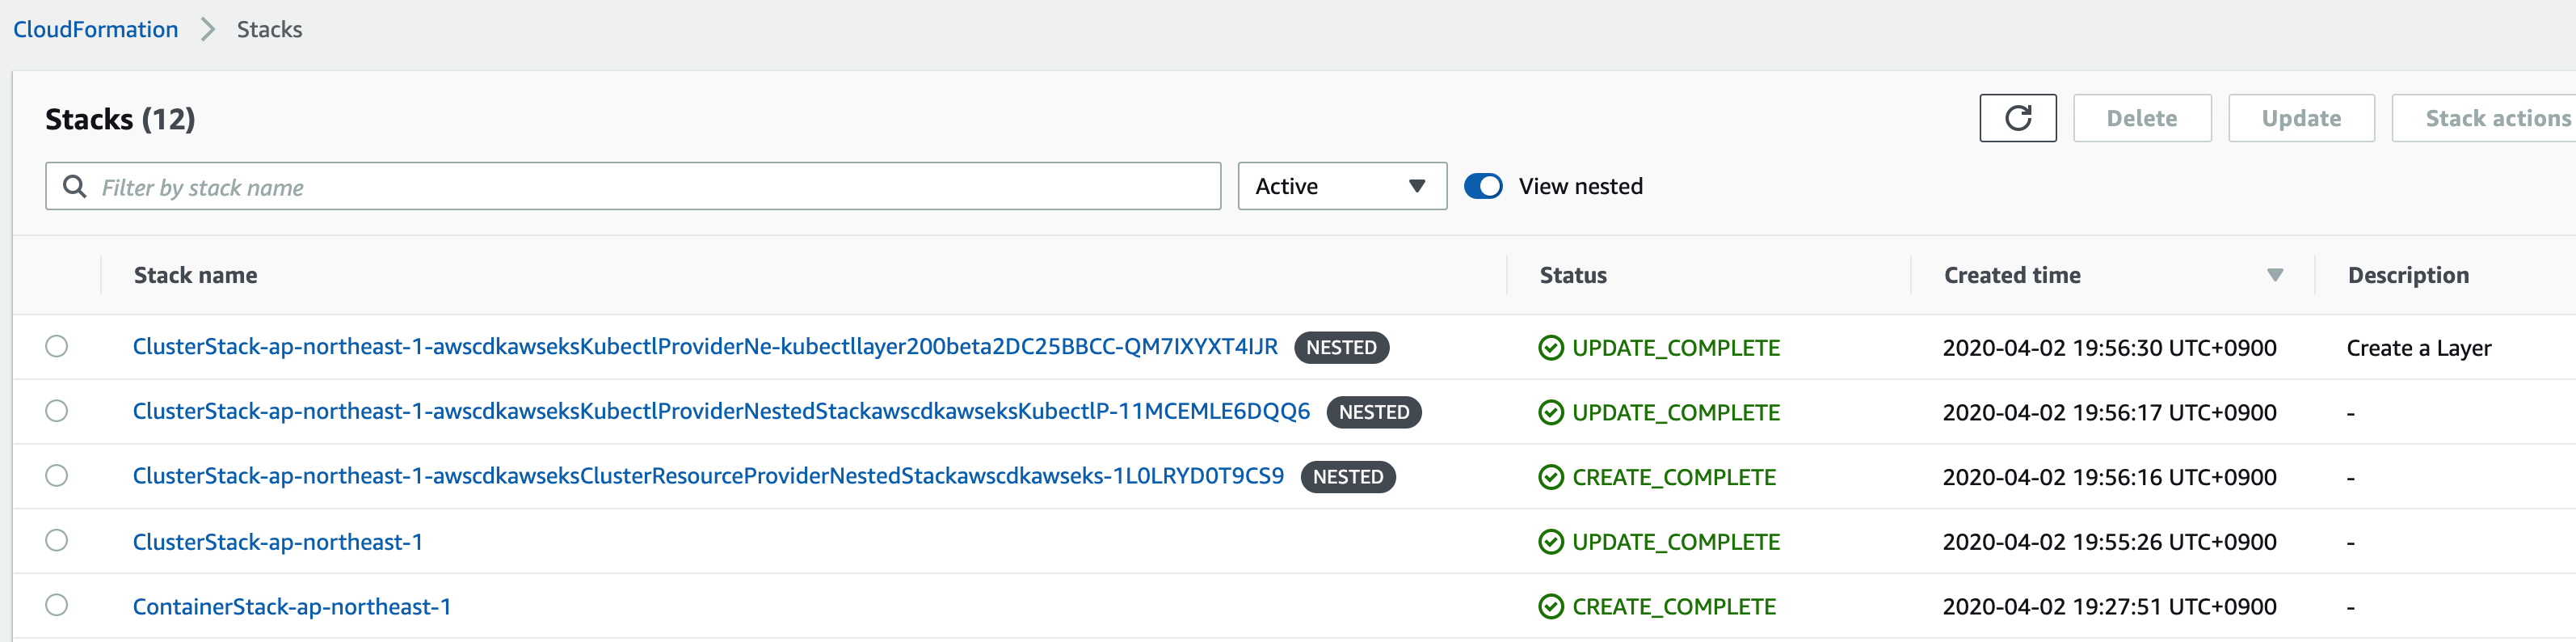 CloudFormation > Stacks
Stacks (12)
Delete
Update
Stack actions
Filter by stack name
Active
View nested
Stack name Status Created time Description
ClusterStack-ap-northeast-1-awscdkawseksKubectlProviderNe-kubectllayer200beta2DC25BBCC-QM7IXYXT4IJR NESTED UPDATE_COMPLETE 2020-04-02 19:56:30 UTC+0900 Create a Layer
ClusterStack-ap-northeast-1-awscdkawseksKubectlProviderNestedStackawscdkawseksKubectlP-11MCEMLE6DQQ6 NESTED UPDATE_COMPLETE 2020-04-02 19:56:17 UTC+0900 -
ClusterStack-ap-northeast-1-awscdkawseksClusterResourceProviderNestedStackawscdkawseks-1L0LRYD0T9CS9 NESTED CREATE_COMPLETE 2020-04-02 19:56:16 UTC+0900 -
ClusterStack-ap-northeast-1 UPDATE_COMPLETE 2020-04-02 19:55:26 UTC+0900 -
ContainerStack-ap-northeast-1 CREATE_COMPLETE 2020-04-02 19:27:51 UTC+0900 -